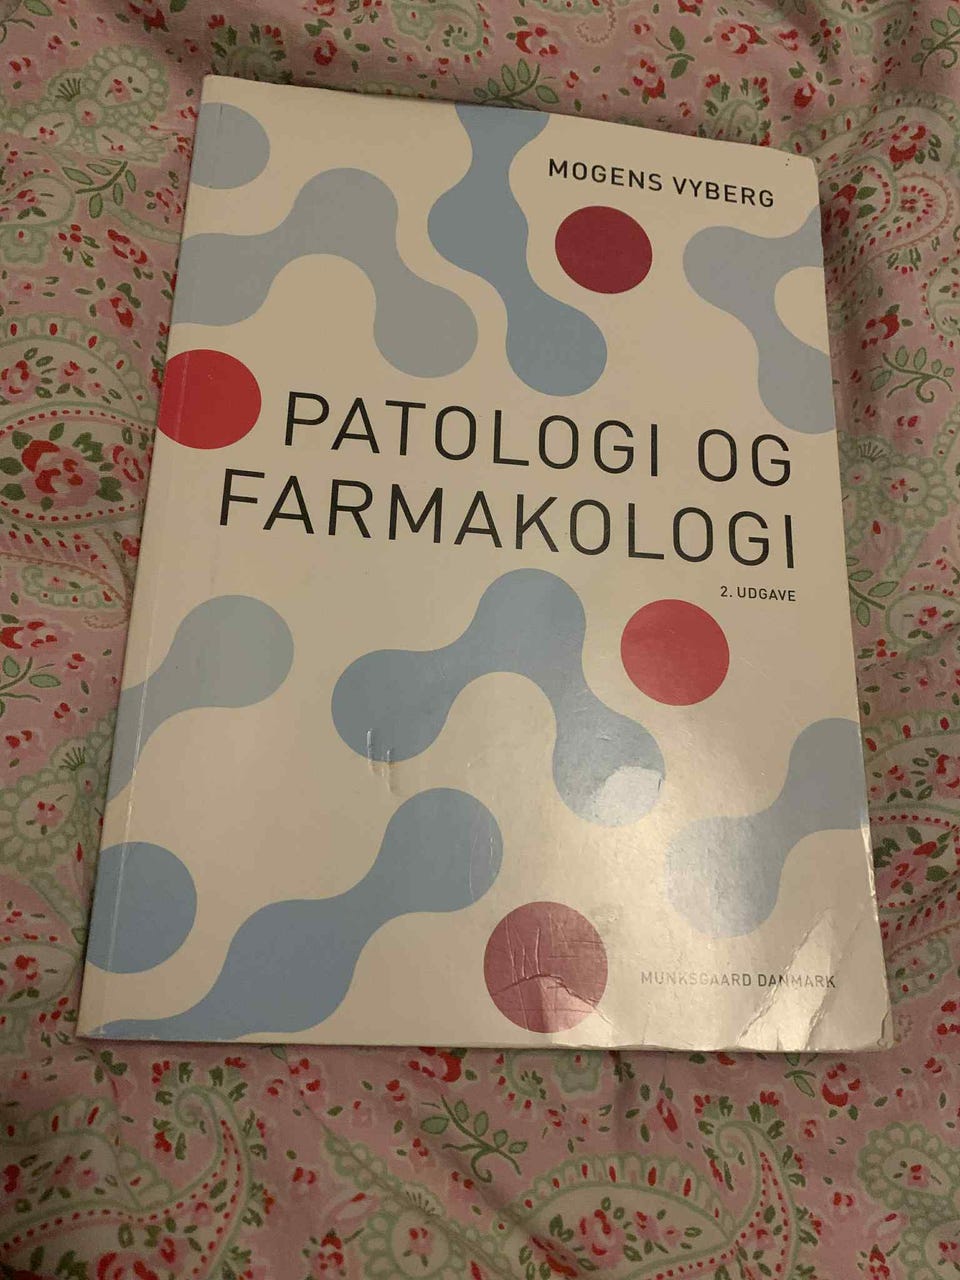 MOGENS VYBERG
PATOLOGI OG
FARMAKOLOGI
2. UDGAVE
MUNKSGAARD DANMARK